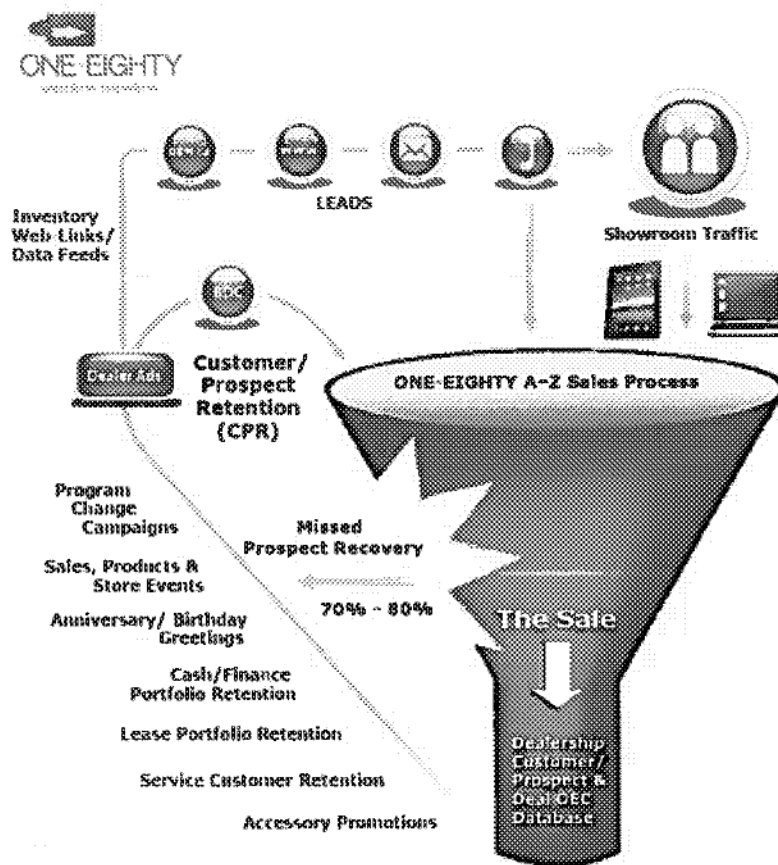 ONE-EIGHTY
LEADS
Inventory
Web-Links/
Data Feeds
Showroom Traffic
Dealer Ads
Customer/
Prospect
Retention
(CPR)
ONE-EIGHTY A-Z Sales Process
Program
Change
Campaigns
Missed
Prospect Recovery
70% - 80%
Sales, Products &
Store Events
Anniversary/ Birthday
Greetings
Cash/Finance
Portfolio Retention
Lease Portfolio Retention
Service Customer Retention
Accessory Promotions
The Sale
Dealership
Customer/
Prospect &
Deal OEC
Database